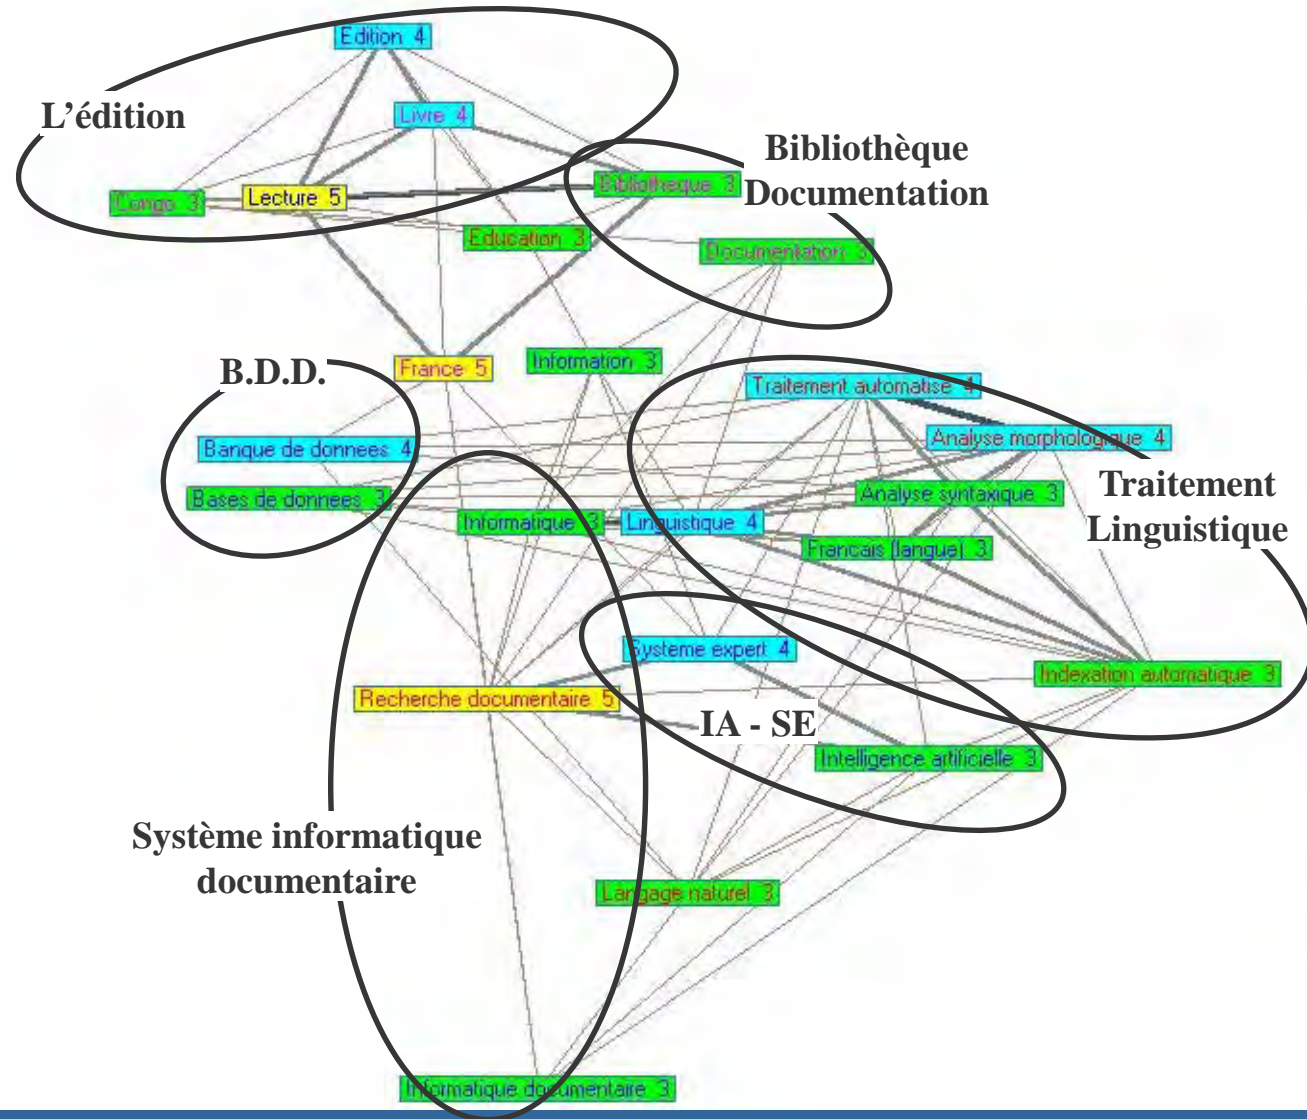 Edition 4
L'édition
Livre 4
Bibliothèque
Documentation
Bibliotheque 3
Congo 3
Lecture 5
Education 3
Documentation 3
B.D.D.
France 5
Information 3
Traitement automatise 4
Banque de donnees 4
Analyse morphologique 4
Bases de donnees 3
Analyse syntaxique 3
Traitement
Linguistique
Informatique 3
Linguistique 4
Francais (langue) 3
Systeme expert 4
Indexation automatique 3
Recherche documentaire 5
IA - SE
Intelligence artificielle 3
Système informatique
documentaire
Langage naturel 3
Informatique documentaire 3